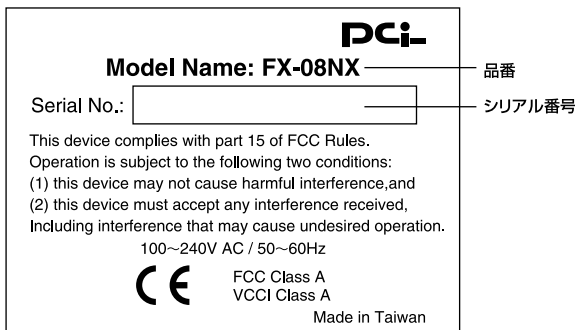 PCi
Model Name: FX-08NX
品番
Serial No.:
シリアル番号
This device complies with part 15 of FCC Rules.
Operation is subject to the following two conditions:
(1) this device may not cause harmful interference,and
(2) this device must accept any interference received,
Including interference that may cause undesired operation.
100~240V AC / 50~60Hz
CE
FCC Class A
VCCI Class A
Made in Taiwan